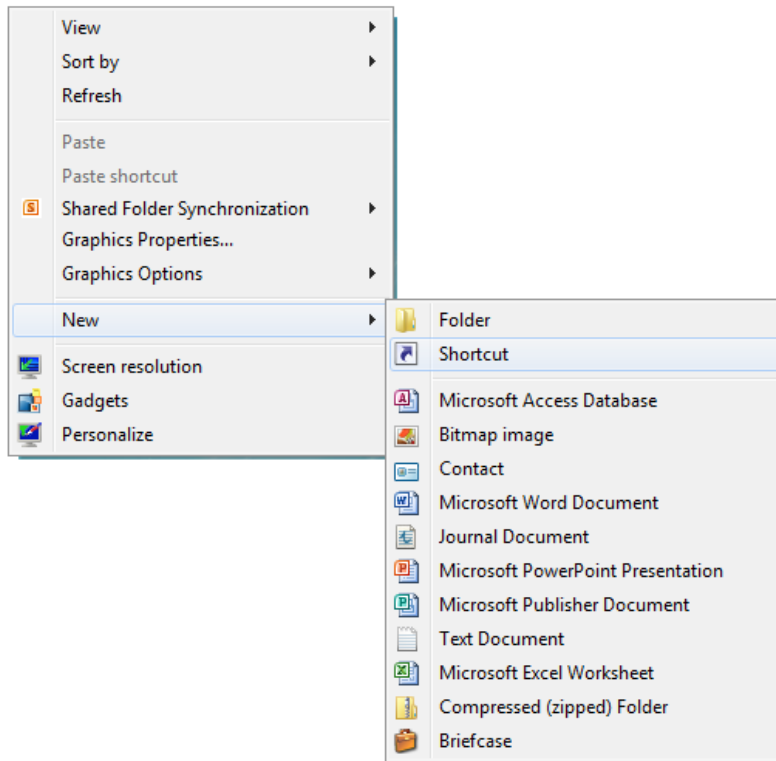 View
Sort by
Refresh
Paste
Paste shortcut
Shared Folder Synchronization
Graphics Properties...
Graphics Options
New
Screen resolution
Gadgets
Personalize
Folder
Shortcut
Microsoft Access Database
Bitmap image
Contact
Microsoft Word Document
Journal Document
Microsoft PowerPoint Presentation
Microsoft Publisher Document
Text Document
Microsoft Excel Worksheet
Compressed (zipped) Folder
Briefcase